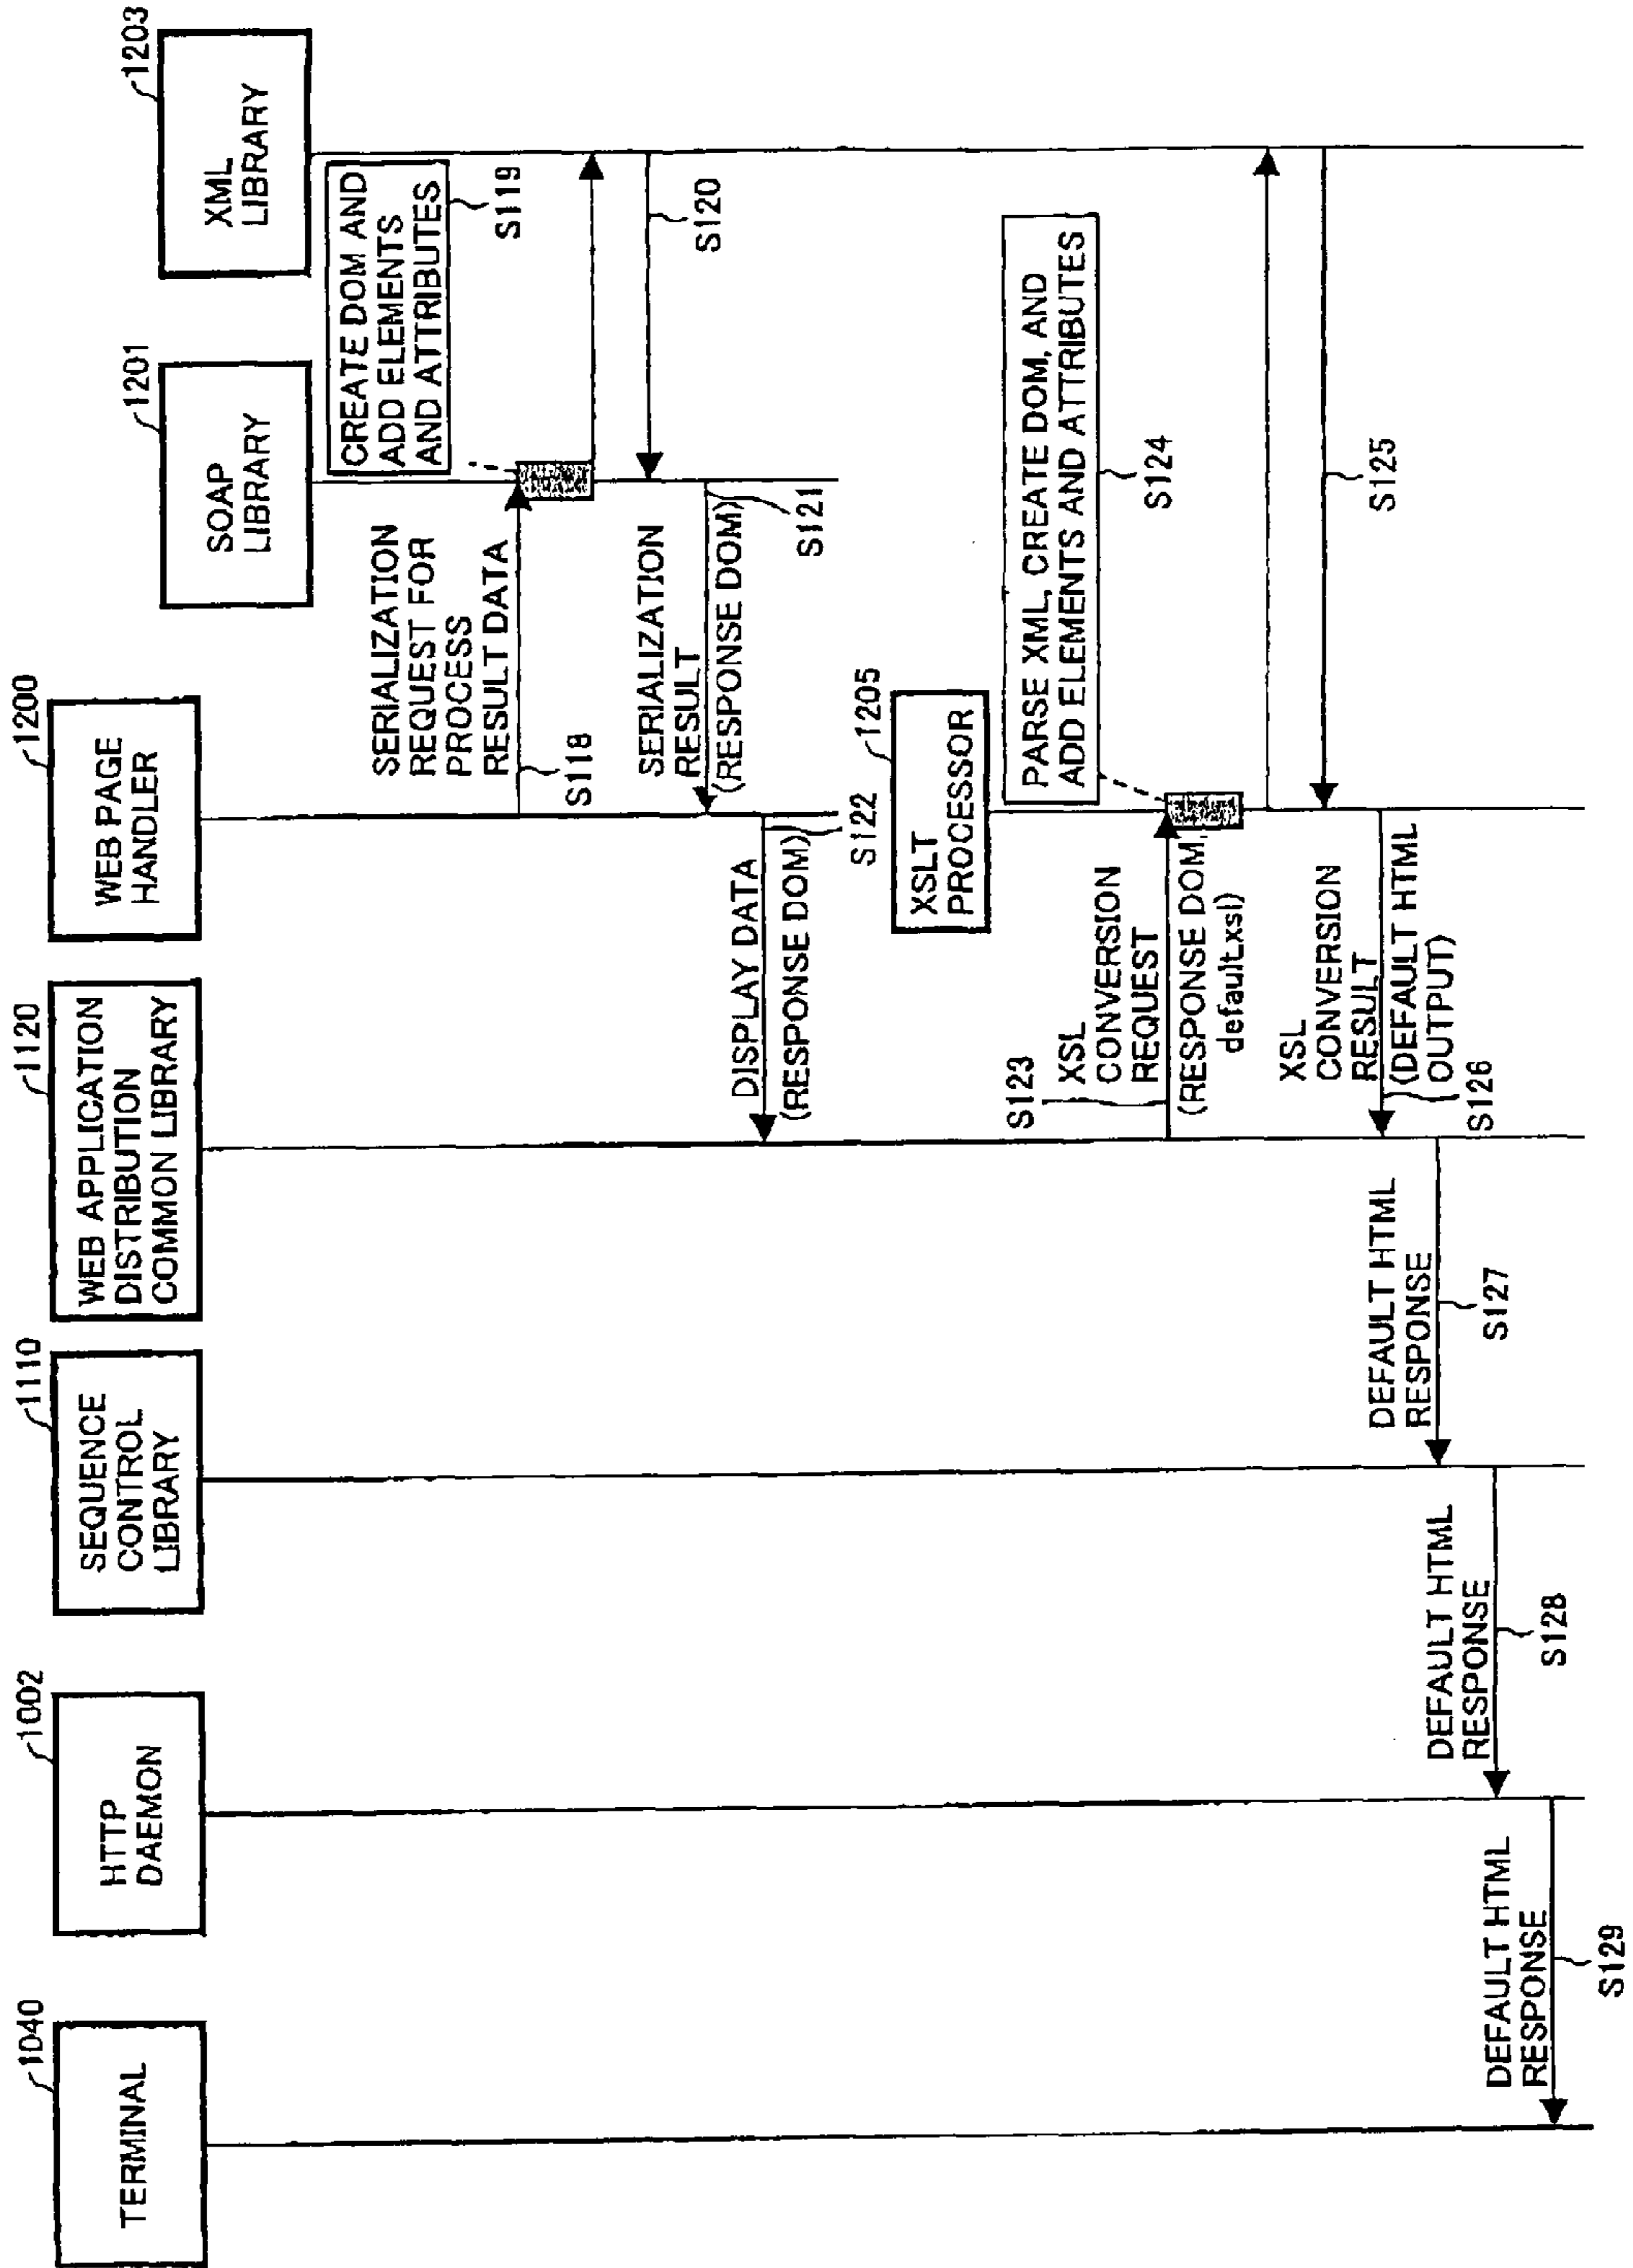 1040
TERMINAL
1002
HTTP
DAEMON
1110
SEQUENCE
CONTROL
LIBRARY
1120
WEB APPLICATION
DISTRIBUTION
COMMON LIBRARY
1200
WEB PAGE
HANDLER
1201
SOAP
LIBRARY
1203
XML
LIBRARY
SERIALIZATION
REQUEST FOR
PROCESS
RESULT DATA
S118
CREATE DOM AND
ADD ELEMENTS
AND ATTRIBUTES
S119
S120
SERIALIZATION
RESULT
(RESPONSE DOM)
S121
DISPLAY DATA
(RESPONSE DOM)
S122
1205
XSLT
PROCESSOR
S123
XSL
CONVERSION
REQUEST
(RESPONSE DOM,
default.xsl)
PARSE XML, CREATE DOM, AND
ADD ELEMENTS AND ATTRIBUTES
S124
S125
XSL
CONVERSION
RESULT
(DEFAULT HTML
OUTPUT)
S126
DEFAULT HTML
RESPONSE
S127
DEFAULT HTML
RESPONSE
S128
DEFAULT HTML
RESPONSE
S129